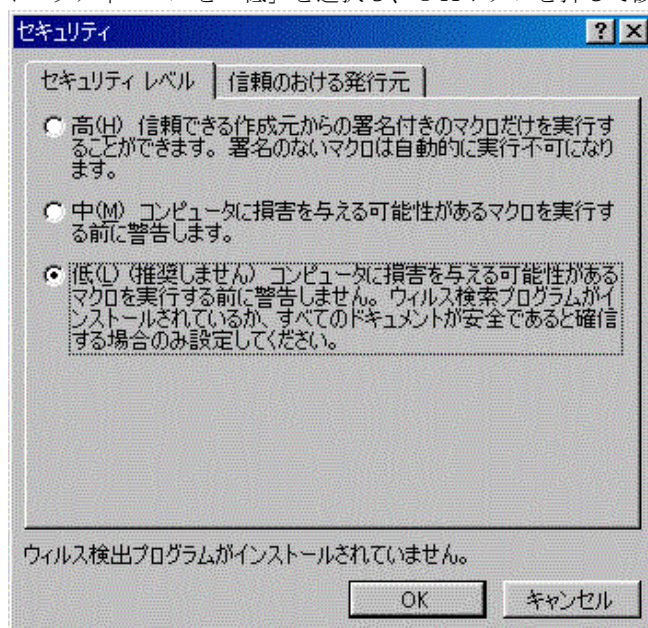 セキュリティ
セキュリティ レベル 信頼のおける発行元
高(H) 信頼できる作成元からの署名付きのマクロだけを実行す
ることができます。署名のないマクロは自動的に実行不可になり
ます。
中(M) コンピュータに損害を与える可能性があるマクロを実行す
る前に警告します。
低(L) (推奨しません) コンピュータに損害を与える可能性がある
マクロを実行する前に警告しません。ウィルス検索プログラムがイ
ンストールされているか、すべてのドキュメントが安全であると確信
する場合のみ設定してください。
ウィルス検出プログラムがインストールされていません。
OK キャンセル